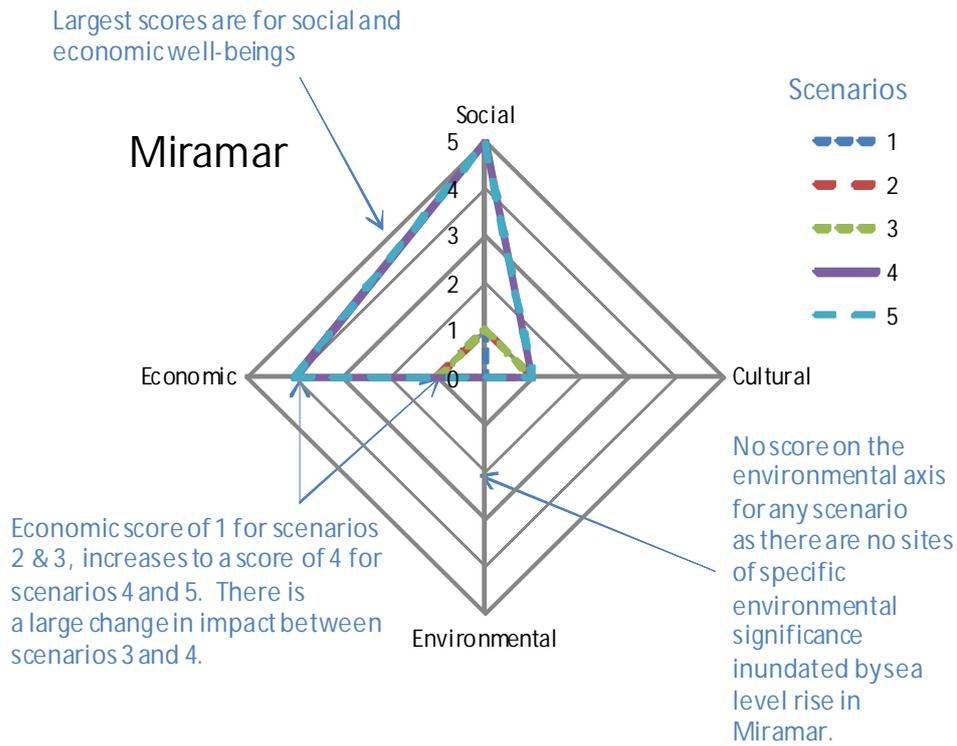 Largest scores are for social and
economic well-beings
Miramar
Social
5
4
3
2
1
0
Economic
Cultural
Environmental
Scenarios
1
2
3
4
5
Economic score of 1 for scenarios
2 & 3, increases to a score of 4 for
scenarios 4 and 5. There is
a large change in impact between
scenarios 3 and 4.
No score on the
environmental axis
for any scenario
as there are no sites
of specific
environmental
significance
inundated by sea
level rise in
Miramar.